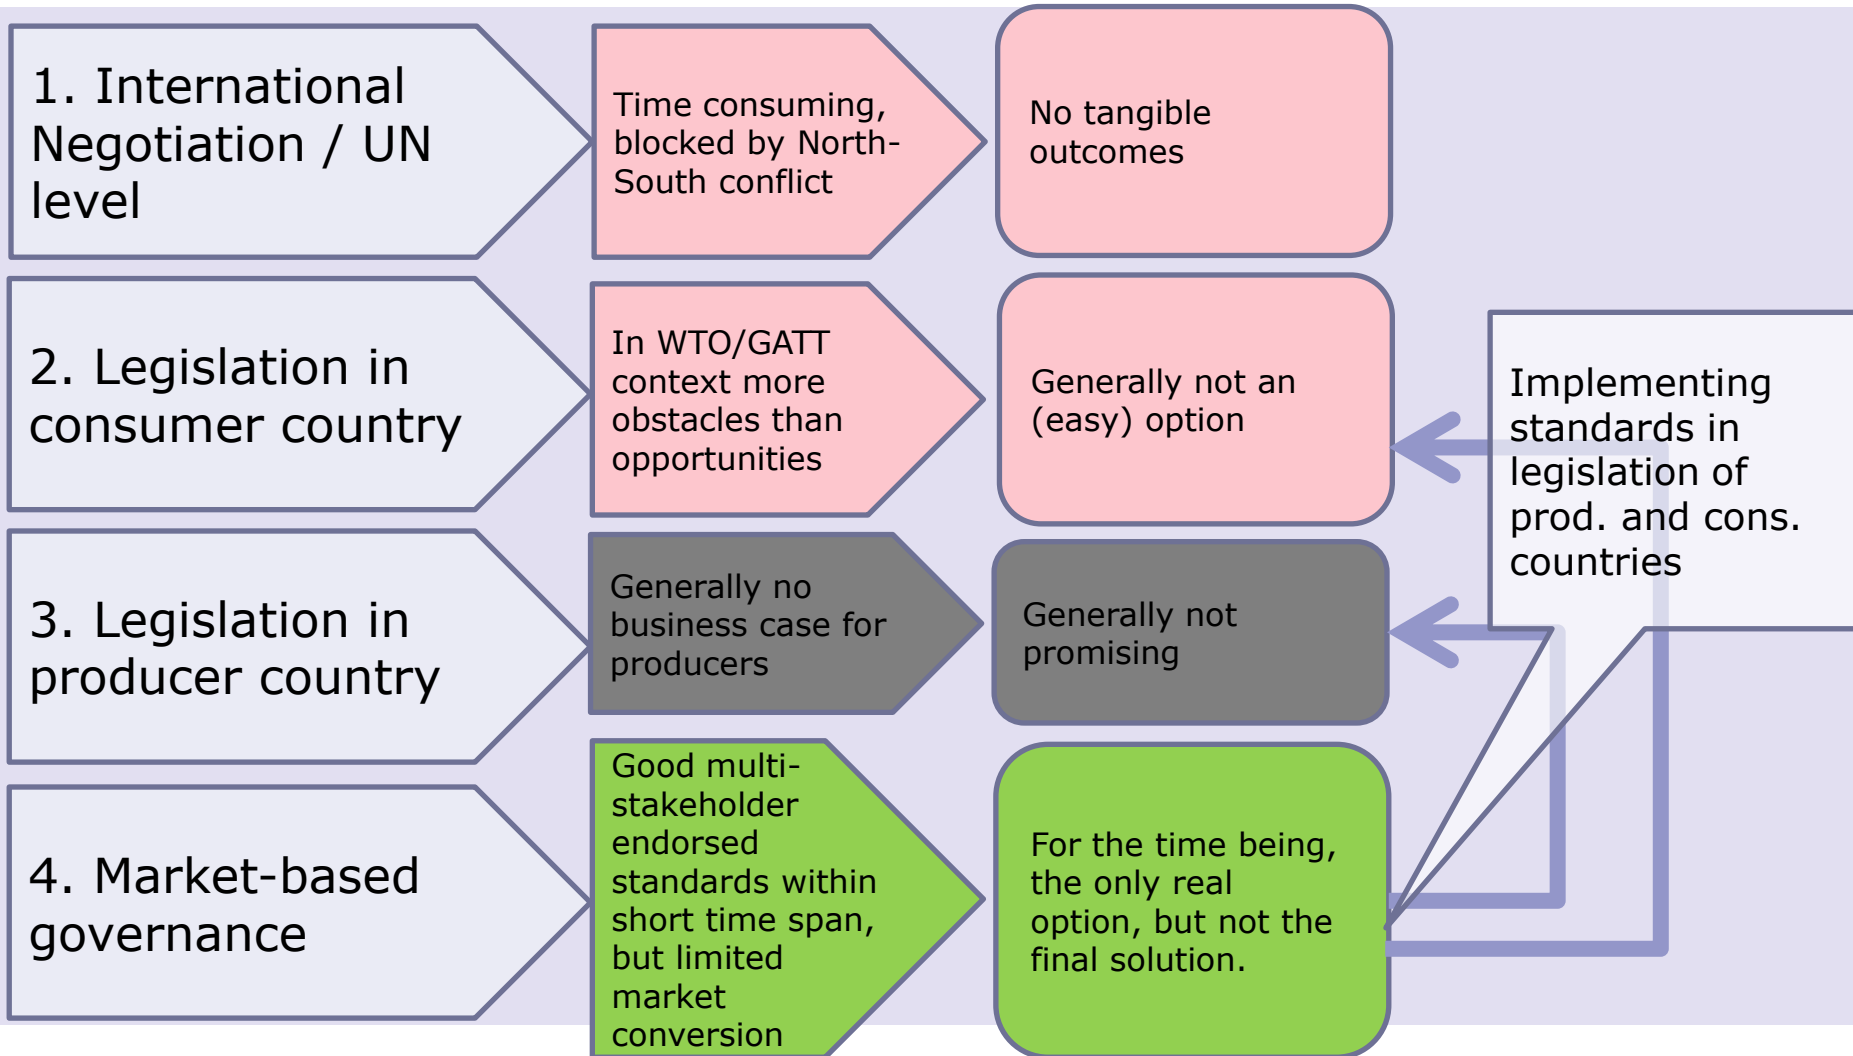 1. International
Negotiation / UN
level
Time consuming,
blocked by North-
South conflict
No tangible
outcomes
2. Legislation in
consumer country
In WTO/GATT
context more
obstacles than
opportunities
Generally not an
(easy) option
Implementing
standards in
legislation of
prod. and cons.
countries
3. Legislation in
producer country
Generally no
business case for
producers
Generally not
promising
4. Market-based
governance
Good multi-
stakeholder
endorsed
standards within
short time span,
but limited
market
conversion
For the time being,
the only real
option, but not the
final solution.